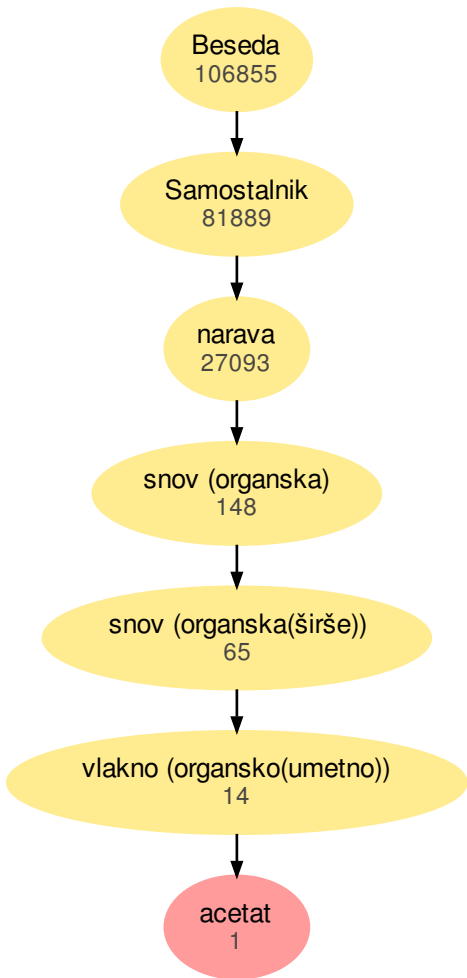 Beseda
106855
Samostalnik
81889
narava
27093
snov (organska)
148
snov (organska(širše))
65
vlakno (organsko(umetno))
14
acetat
1